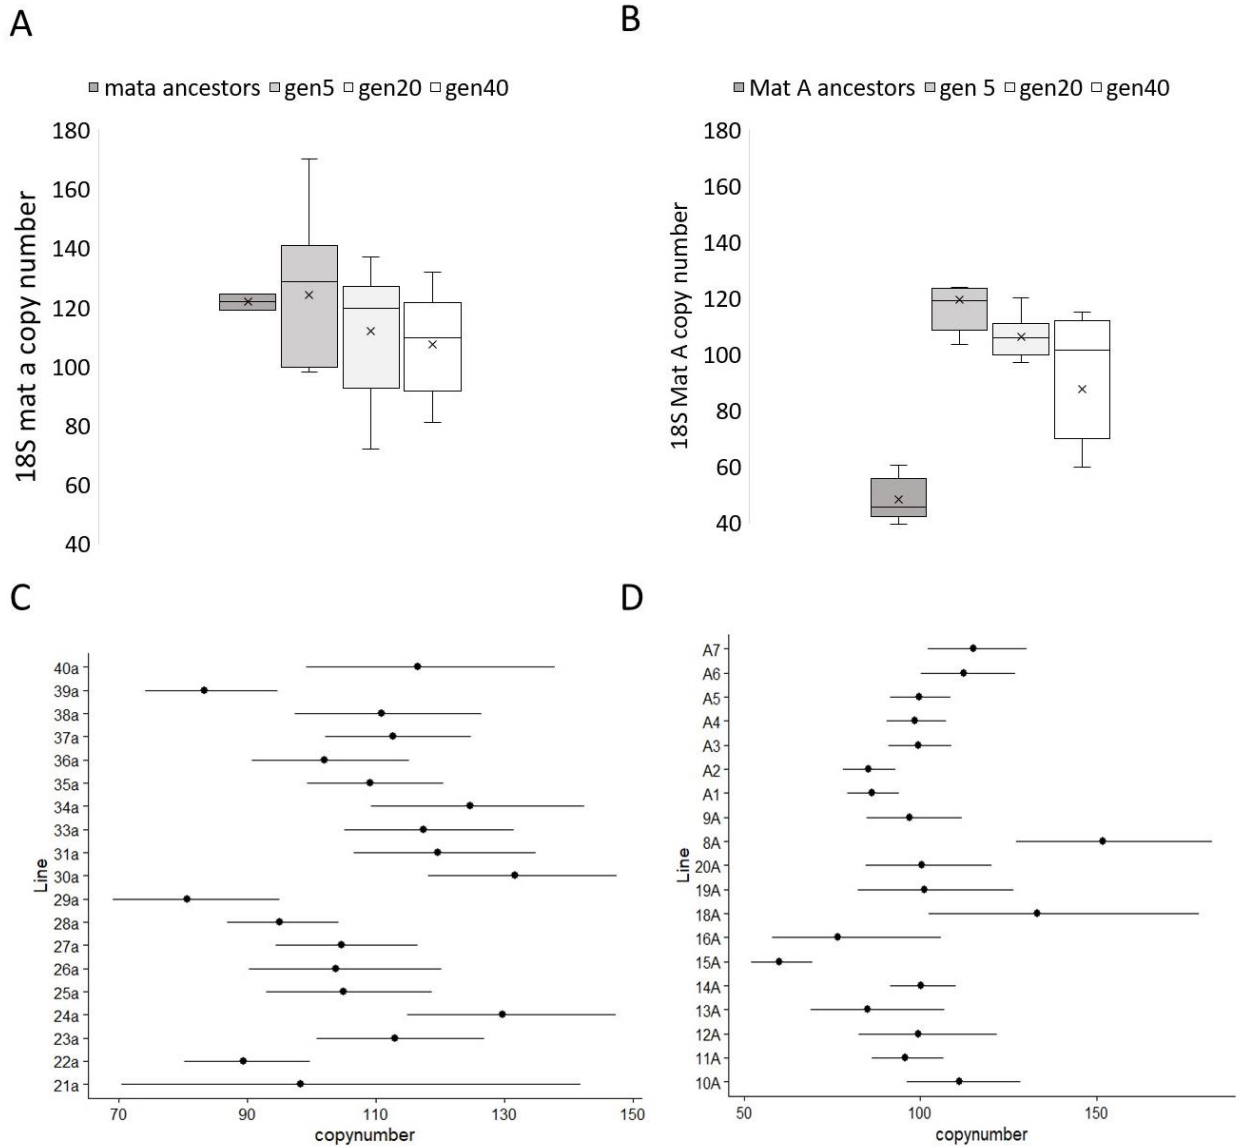 A
mata ancestors gen5 gen20 gen40
18S mat a copy number
180
160
140
120
100
80
60
40
B
Mat A ancestors gen 5 gen20 gen40
18S Mat A copy number
180
160
140
120
100
80
60
40
C
Line
40a
39a
38a
37a
36a
35a
34a
33a
31a
30a
29a
28a
27a
26a
25a
24a
23a
22a
21a
70 90 110 130 150
copynumber
D
Line
A7
A6
A5
A4
A3
A2
A1
9A
8A
20A
19A
18A
16A
15A
14A
13A
12A
11A
10A
50 100 150
copynumber